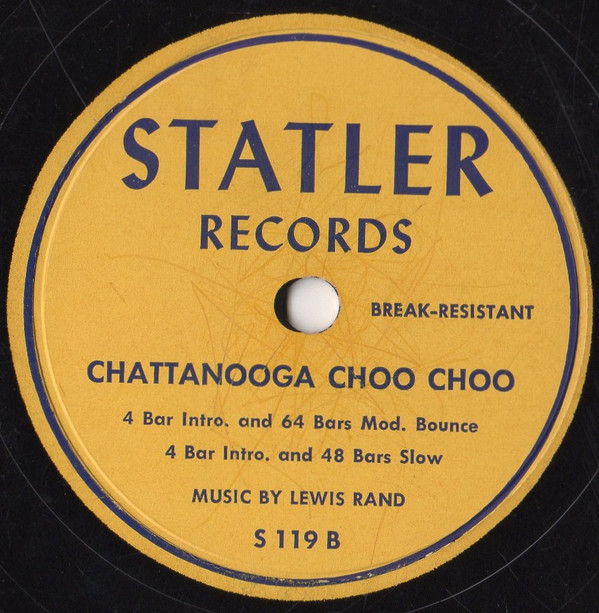 STATLER
RECORDS
BREAK-RESISTANT
CHATTANOOGA CHOO CHOO
4 Bar Intro. and 64 Bars Mod. Bounce
4 Bar Intro. and 48 Bars Slow
MUSIC BY LEWIS RAND
S 119 B